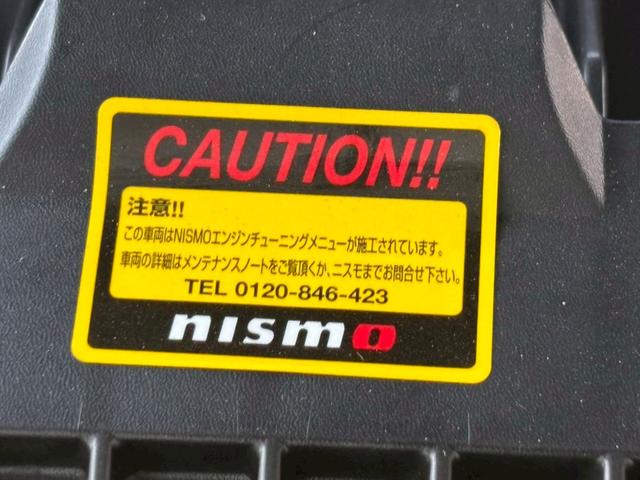 CAUTION!!
注意!!
この車両はNISMOエンジンチューニングメニューが施工されています。
車両の詳細はメンテナンスノートをご覧頂くか、ニスモまでお問合せ下さい。
TEL 0120-846-423
nismo